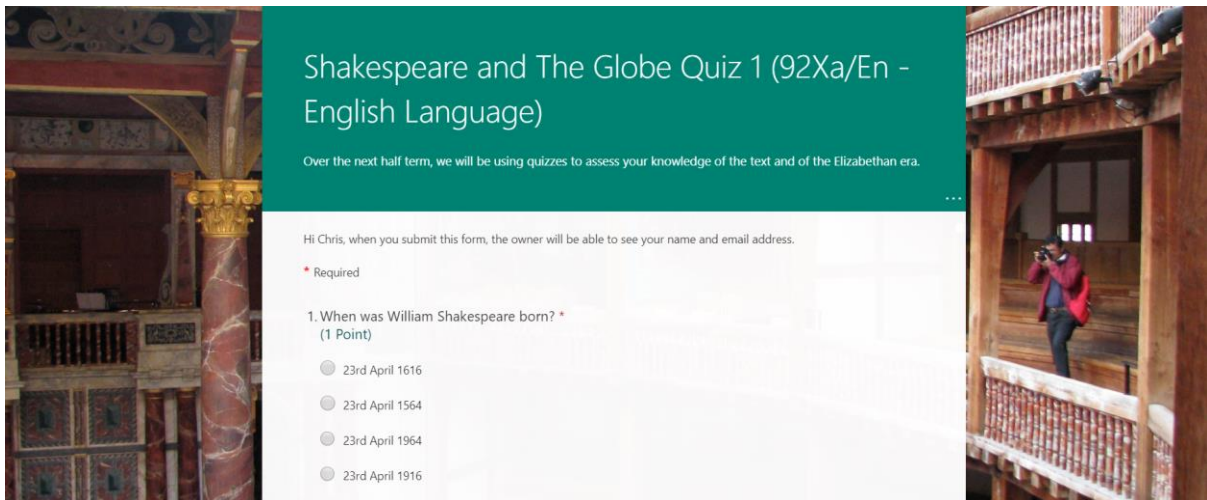 Shakespeare and The Globe Quiz 1 (92Xa/En -
English Language)
Over the next half term, we will be using quizzes to assess your knowledge of the text and of the Elizabethan era.
...
Hi Chris, when you submit this form, the owner will be able to see your name and email address.
* Required
1. When was William Shakespeare born? *
(1 Point)
23rd April 1616
23rd April 1564
23rd April 1964
23rd April 1916